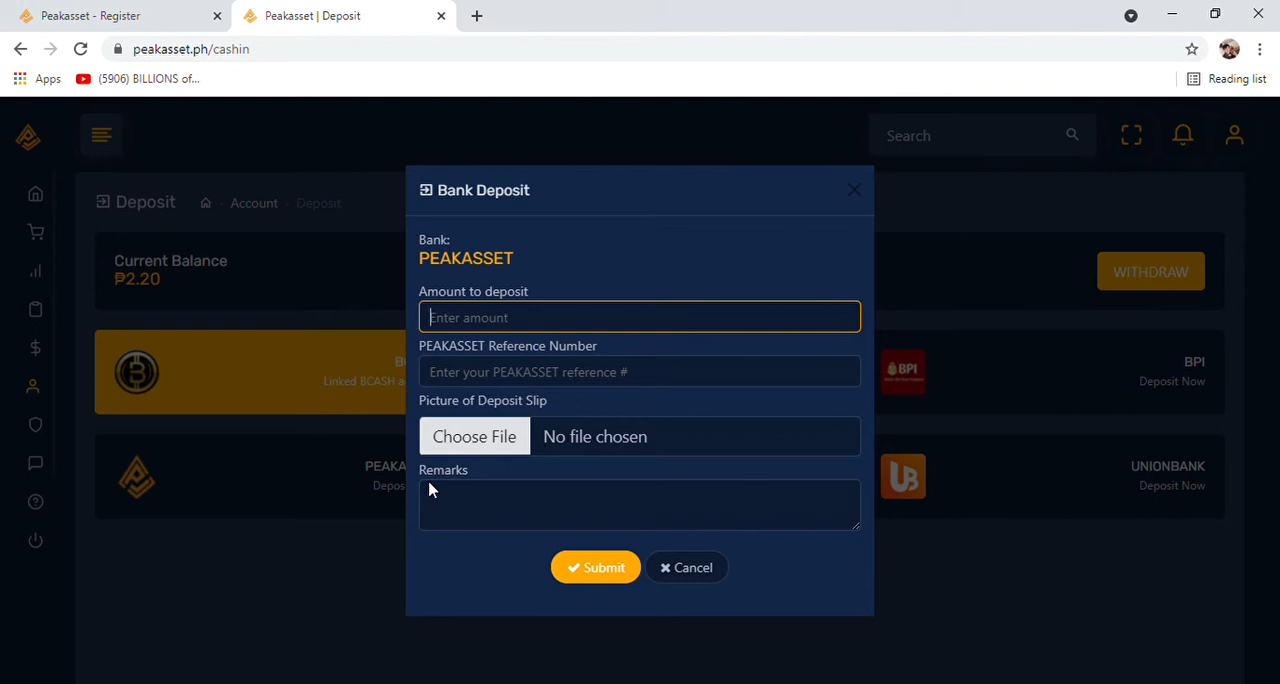 Peakasset - Register
Peakasset | Deposit
peakasset.ph/cashin
Apps
(5906) BILLIONS of...
Reading list
Search
Deposit
Account
Deposit
Current Balance
₱2.20
WITHDRAW
Linked BCASH a
BPI
BPI
Deposit Now
PEAKA
Depos
UNIONBANK
Deposit Now
Bank Deposit
Bank:
PEAKASSET
Amount to deposit
Enter amount
PEAKASSET Reference Number
Enter your PEAKASSET reference #
Picture of Deposit Slip
Choose File
No file chosen
Remarks
Submit
Cancel